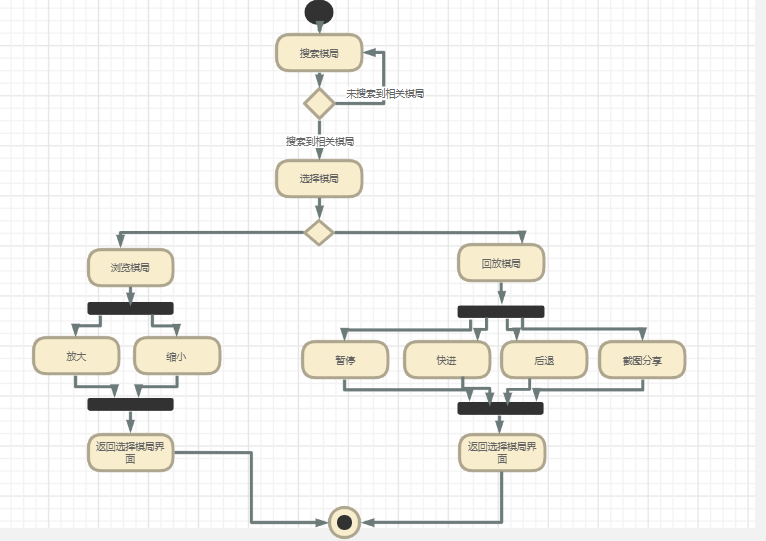 搜索棋局
未搜索到相关棋局
搜索到相关棋局
选择棋局
浏览棋局
回放棋局
放大
缩小
暂停
快进
后退
截图分享
返回选择棋局界
面
返回选择棋局界
面